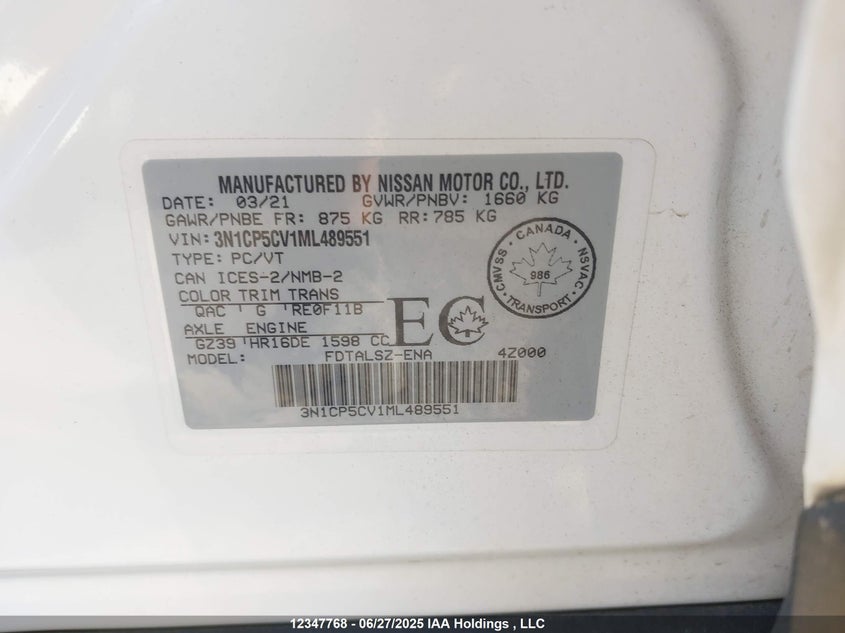 MANUFACTURED BY NISSAN MOTOR CO., LTD.
DATE: 03/21 GVWR/PNBV: 1660 KG
GAWR/PNBE FR: 875 KG RR: 785 KG
VIN: 3N1CP5CV1ML489551
TYPE: PC/VT
CAN ICES-2/NMB-2
COLOR TRIM TRANS
QAC G RE0F11B
AXLE ENGINE
GZ39 HR16DE 1598 CC
MODEL: FDTALSZ-ENA 4Z000
EC
CMVSS · CANADA · NSVAC · TRANSPORT ·
986
3N1CP5CV1ML489551
12347768 - 06/27/2025 IAA Holdings , LLC